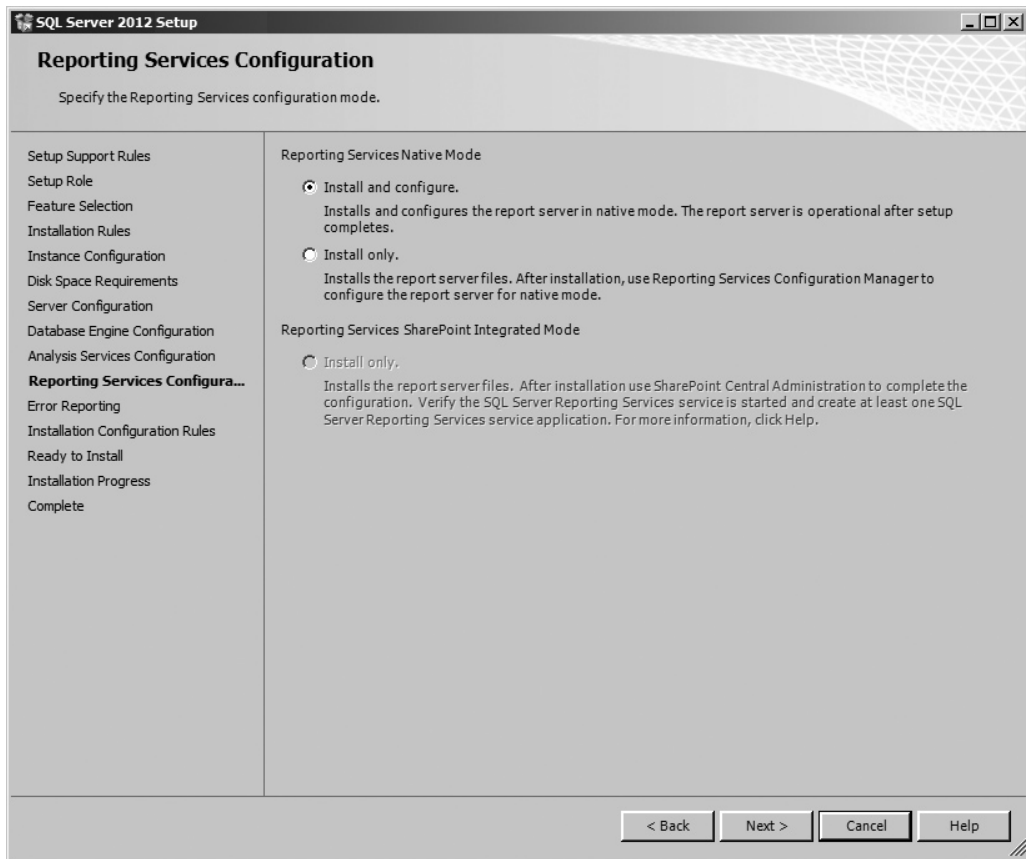 SQL Server 2012 Setup
Reporting Services Configuration
Specify the Reporting Services configuration mode.
Setup Support Rules
Setup Role
Feature Selection
Installation Rules
Instance Configuration
Disk Space Requirements
Server Configuration
Database Engine Configuration
Analysis Services Configuration
Reporting Services Configura...
Error Reporting
Installation Configuration Rules
Ready to Install
Installation Progress
Complete
Reporting Services Native Mode
Install and configure.
Installs and configures the report server in native mode. The report server is operational after setup
completes.
Install only.
Installs the report server files. After installation, use Reporting Services Configuration Manager to
configure the report server for native mode.
Reporting Services SharePoint Integrated Mode
Install only.
Installs the report server files. After installation use SharePoint Central Administration to complete the
configuration. Verify the SQL Server Reporting Services service is started and create at least one SQL
Server Reporting Services service application. For more information, click Help.
< Back
Next >
Cancel
Help